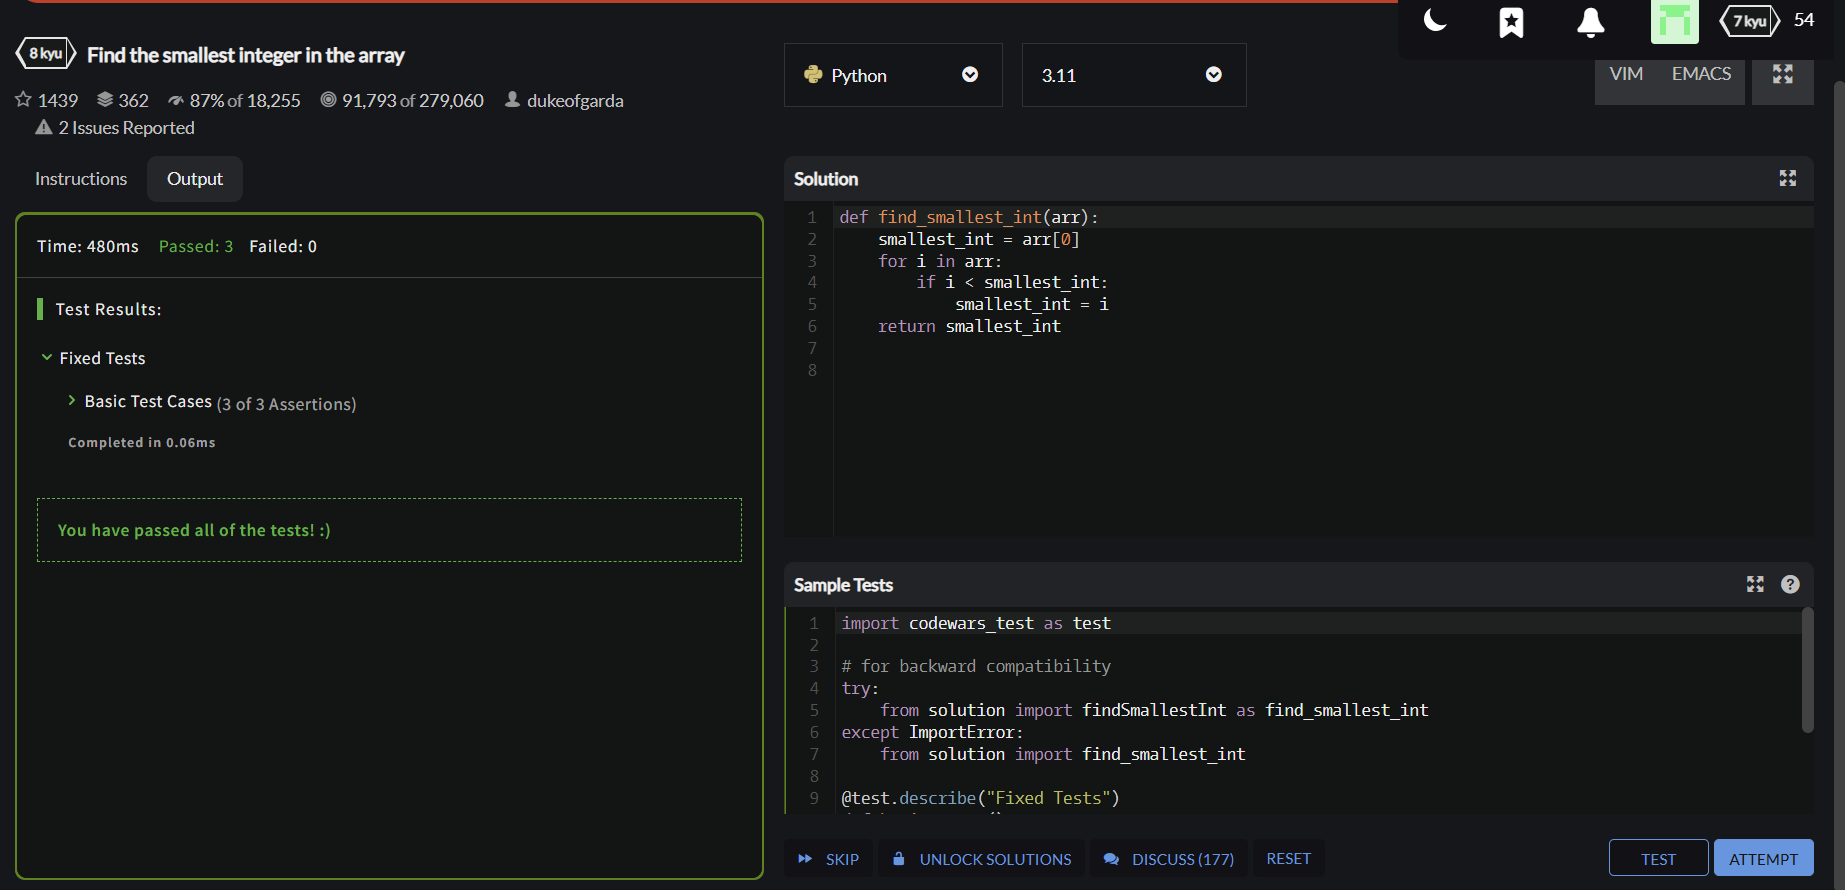 7 kyu 54
8 kyu Find the smallest integer in the array
1439 362 87% of 18,255 91,793 of 279,060 dukeofgarda
2 Issues Reported
Python 3.11 VIM EMACS
Instructions Output
Time: 480ms Passed: 3 Failed: 0
Test Results:
Fixed Tests
Basic Test Cases (3 of 3 Assertions)
Completed in 0.06ms
You have passed all of the tests! :)
Solution
1 def find_smallest_int(arr):
2     smallest_int = arr[0]
3     for i in arr:
4         if i < smallest_int:
5             smallest_int = i
6     return smallest_int
7
8
Sample Tests
1 import codewars_test as test
2
3 # for backward compatibility
4 try:
5     from solution import findSmallestInt as find_smallest_int
6 except ImportError:
7     from solution import find_smallest_int
8
9 @test.describe("Fixed Tests")
SKIP UNLOCK SOLUTIONS DISCUSS (177) RESET TEST ATTEMPT